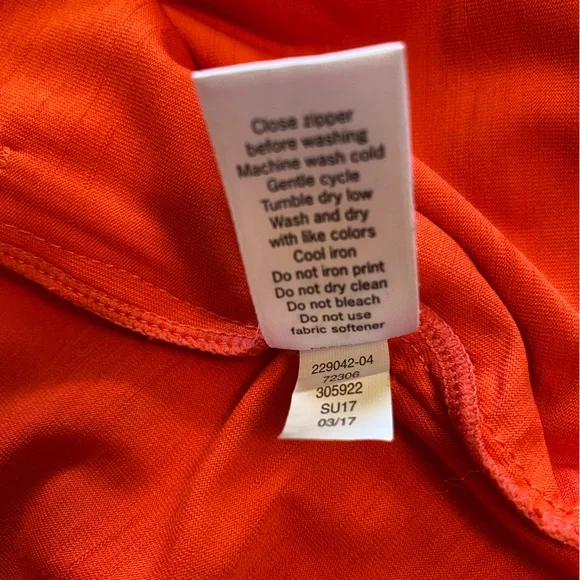 Close zipper
before washing
Machine wash cold
Gentle cycle
Tumble dry low
Wash and dry
with like colors
Cool iron
Do not iron print
Do not dry clean
Do not bleach
Do not use
fabric softener
229042-04
72306
305922
SU17
03/17